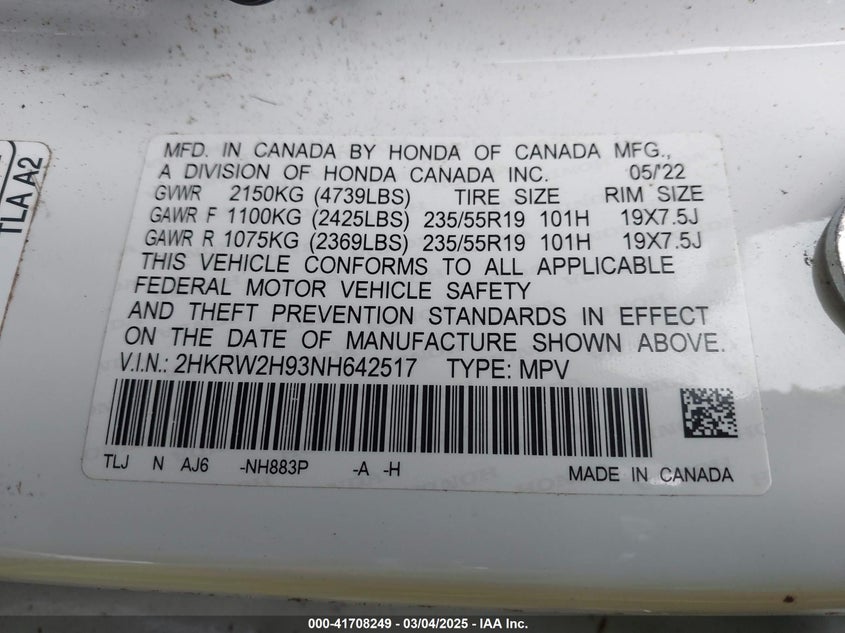 TLA A2
MFD. IN CANADA BY HONDA OF CANADA MFG.,
A DIVISION OF HONDA CANADA INC. 05/'22
GVWR 2150KG (4739LBS) TIRE SIZE RIM SIZE
GAWR F 1100KG (2425LBS) 235/55R19 101H 19X7.5J
GAWR R 1075KG (2369LBS) 235/55R19 101H 19X7.5J
THIS VEHICLE CONFORMS TO ALL APPLICABLE
FEDERAL MOTOR VEHICLE SAFETY
AND THEFT PREVENTION STANDARDS IN EFFECT
ON THE DATE OF MANUFACTURE SHOWN ABOVE.
V.I.N.: 2HKRW2H93NH642517 TYPE: MPV
TLJ N AJ6 -NH883P -A -H
MADE IN CANADA
000-41708249 - 03/04/2025 - IAA Inc.